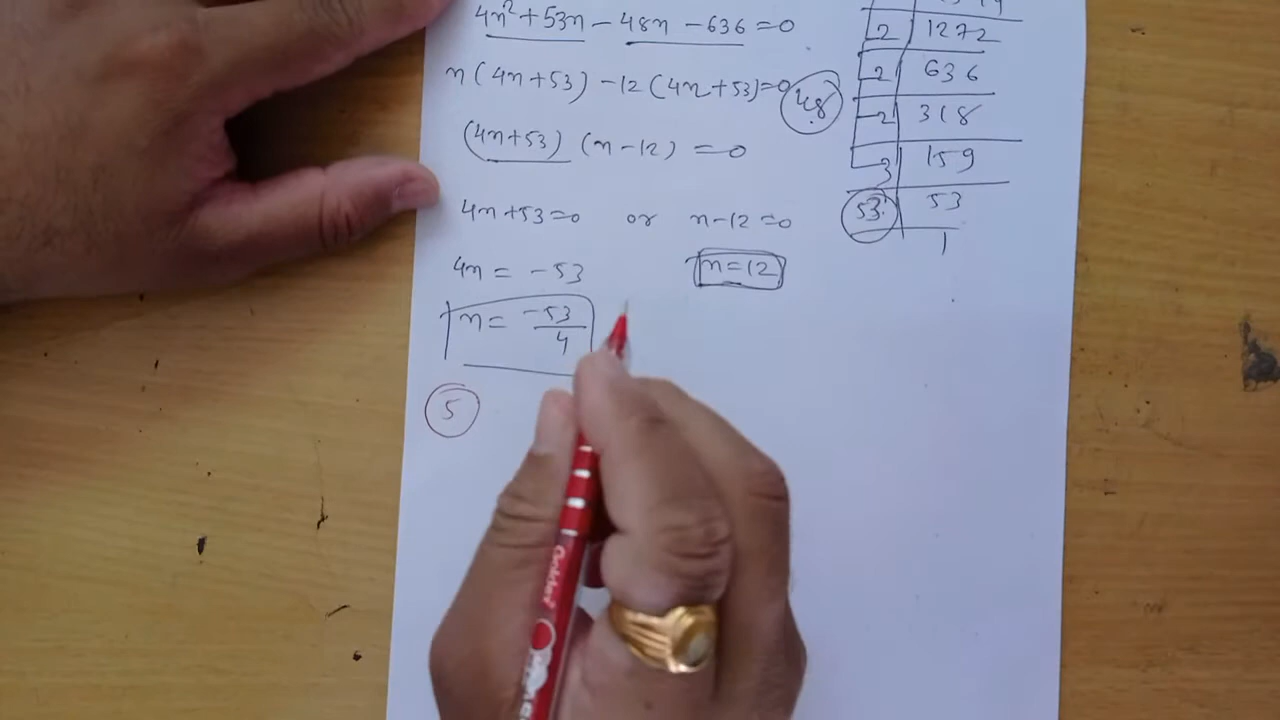 4n² + 53n - 48n - 636 = 0
n(4n+53) - 12(4n+53) = 0
48
(4n+53) (n-12) = 0
4n+53=0 or n-12=0
4n = -53 n=12
n = -53/4
5
2 | 1272
2 | 636
2 | 318
3 | 159
53 | 53
1